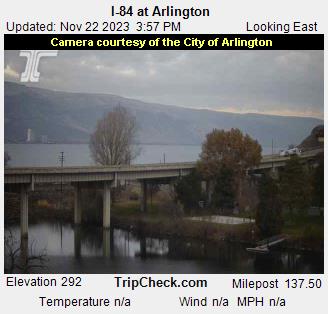 I-84 at Arlington
Updated: Nov 22 2023 3:57 PM Looking East
Camera courtesy of the City of Arlington
Elevation 292 TripCheck.com Milepost 137.50
Temperature n/a Wind n/a MPH n/a